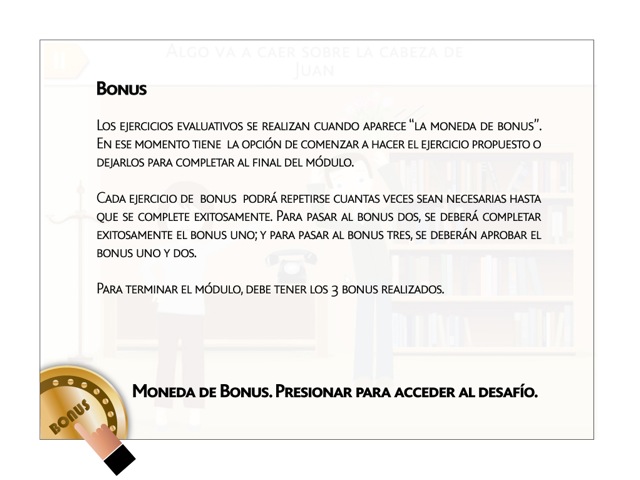 Algo va a caer sobre la cabeza de
Juan
Bonus
Los ejercicios evaluativos se realizan cuando aparece “la moneda de bonus”.
En ese momento tiene la opción de comenzar a hacer el ejercicio propuesto o
dejarlos para completar al final del módulo.
Cada ejercicio de bonus podrá repetirse cuantas veces sean necesarias hasta
que se complete exitosamente. Para pasar al bonus dos, se deberá completar
exitosamente el bonus uno; y para pasar al bonus tres, se deberán aprobar el
bonus uno y dos.
Para terminar el módulo, debe tener los 3 bonus realizados.
Moneda de Bonus. Presionar para acceder al desafío.
BONUS